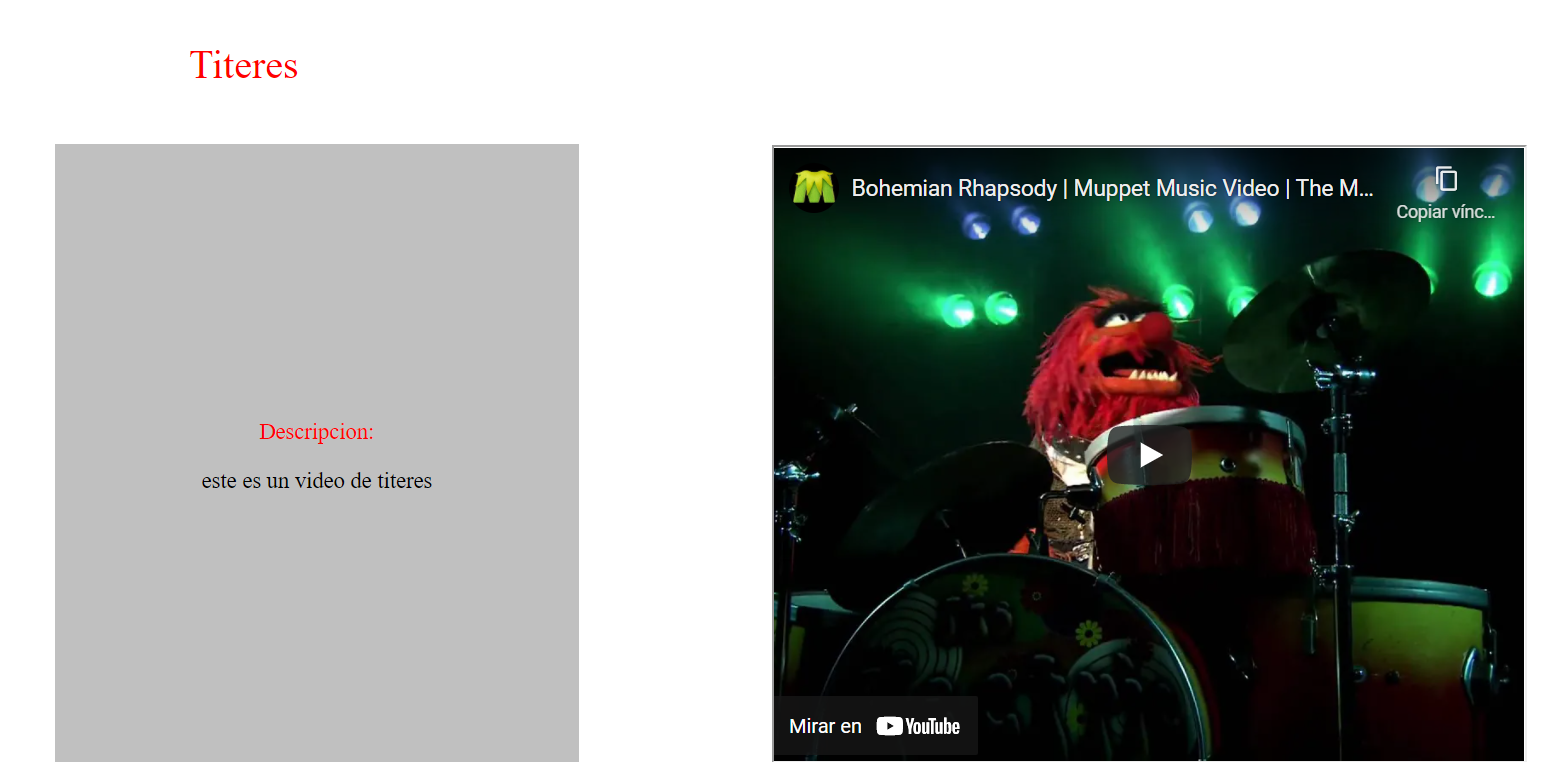 Titeres
Descripcion:
este es un video de titeres
Bohemian Rhapsody | Muppet Music Video | The M...
Copiar vínc...
Mirar en YouTube